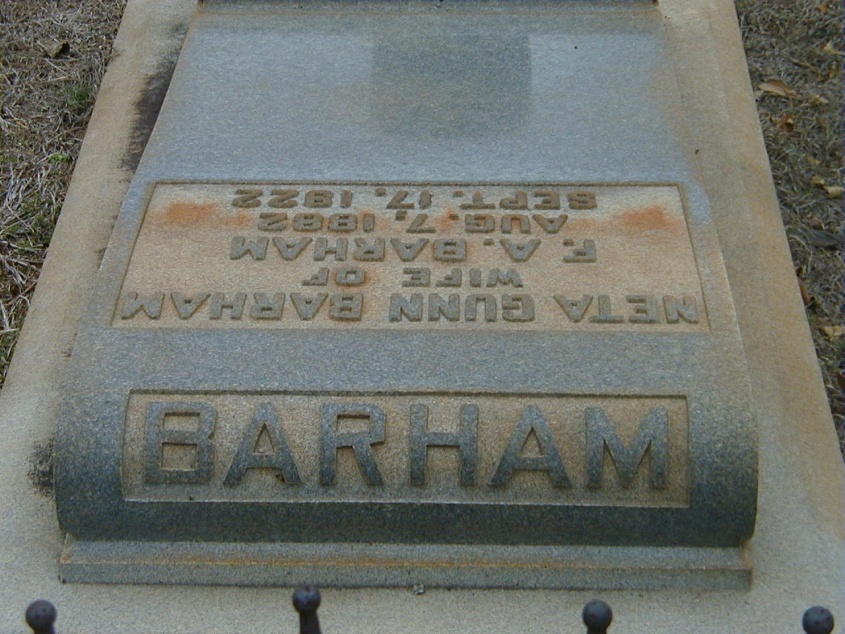 NETA GUNN BARHAM
WIFE OF
F. A. BARHAM
AUG. 7, 1882
SEPT. 17, 1922
BARHAM